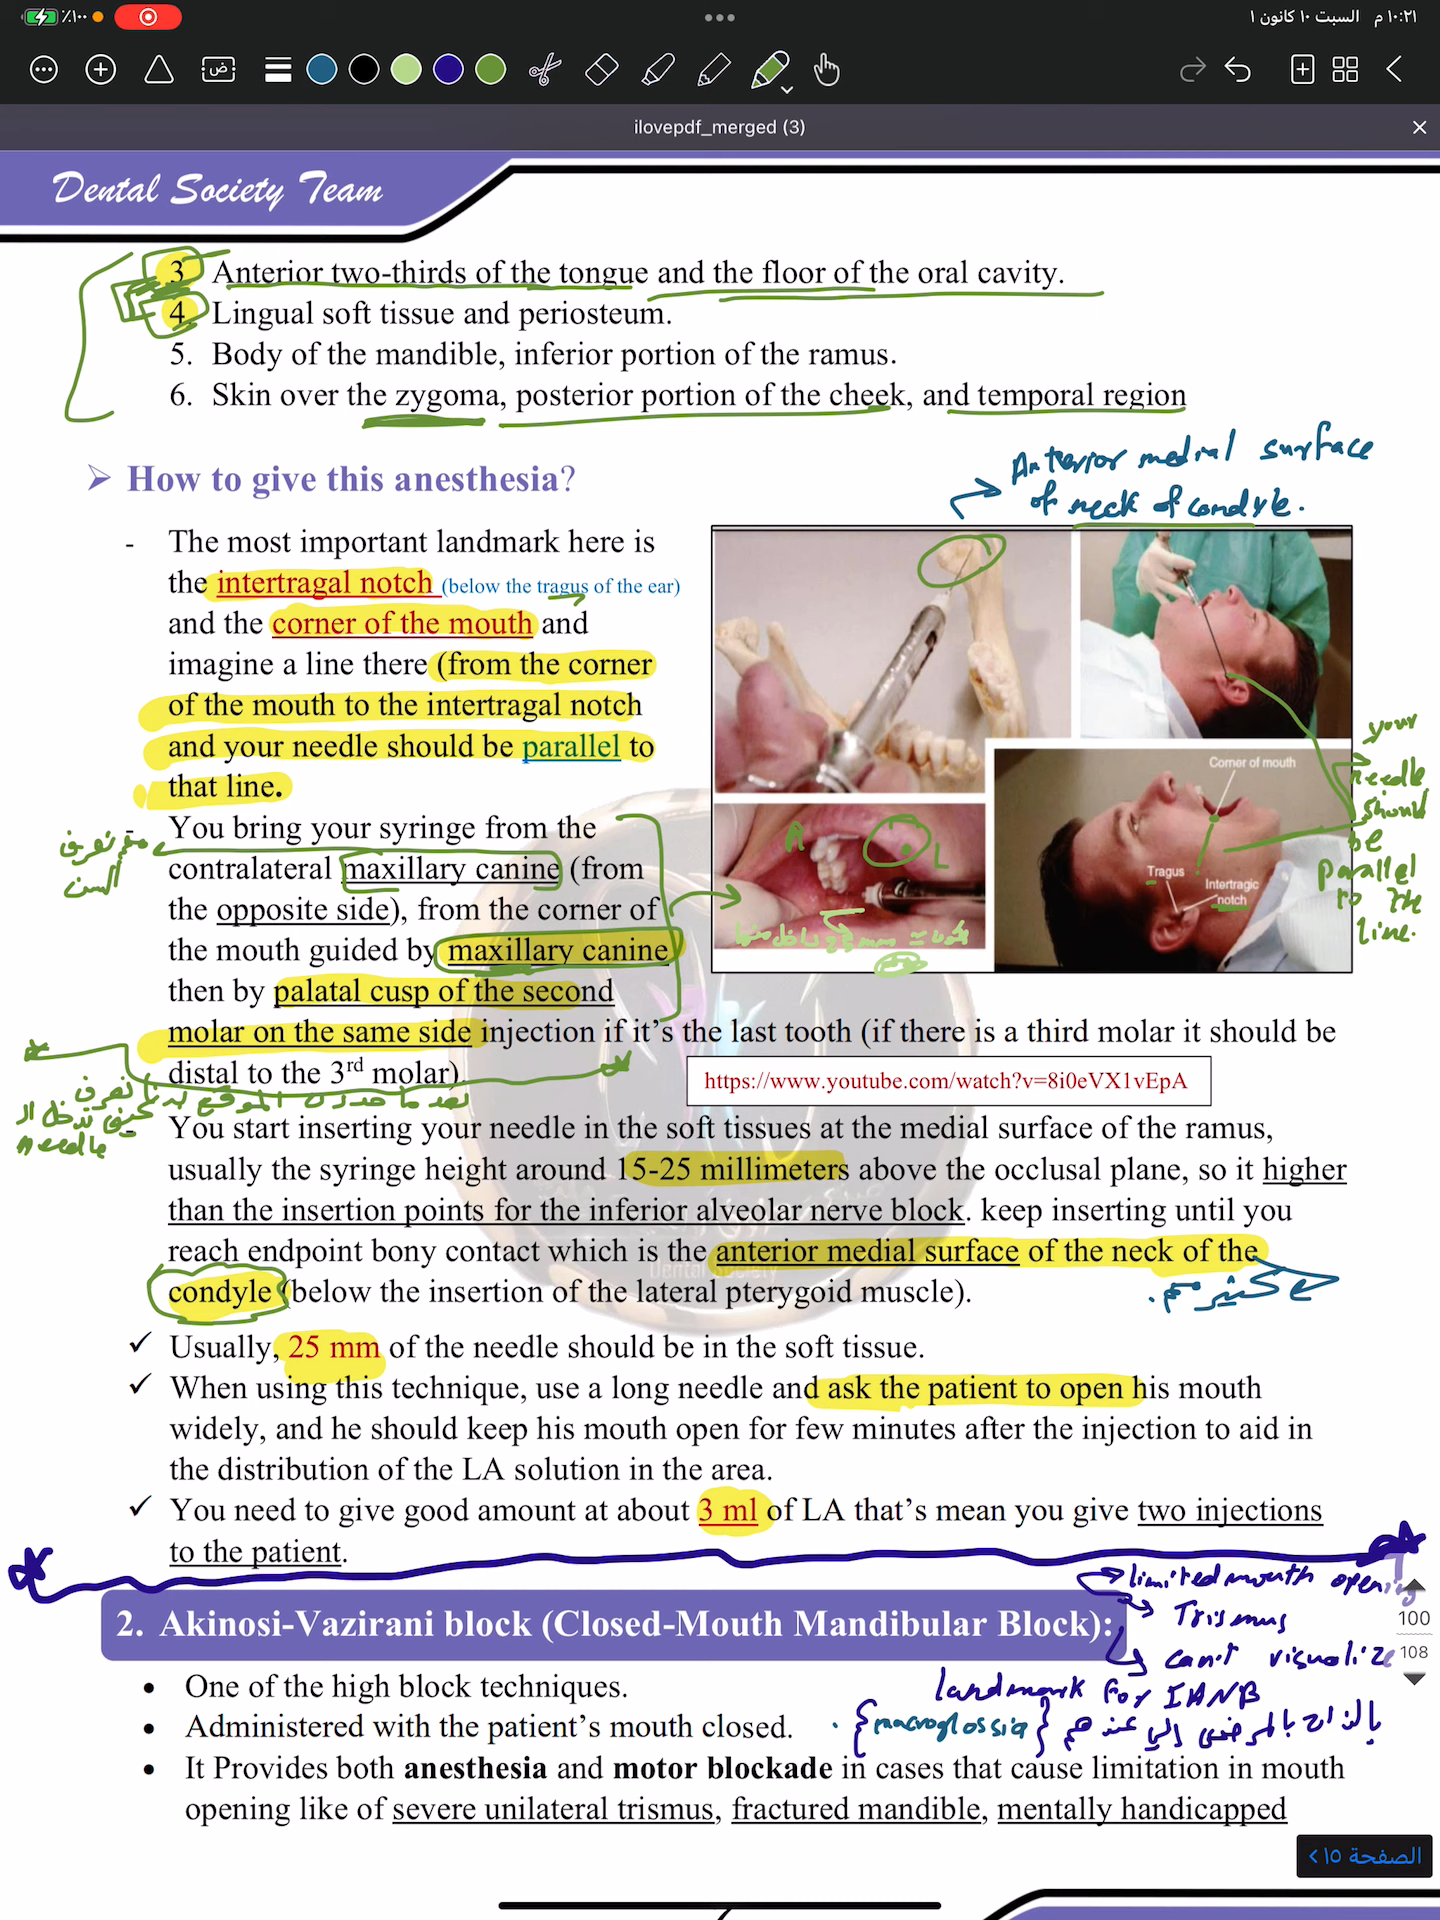 ٪١٠٠
١٠:٢١ م السبت ١٠ كانون ١
ilovepdf_merged (3)
Dental Society Team
3. Anterior two-thirds of the tongue and the floor of the oral cavity.
4. Lingual soft tissue and periosteum.
5. Body of the mandible, inferior portion of the ramus.
6. Skin over the zygoma, posterior portion of the cheek, and temporal region
Anterior medial surface
of neck of condyle.
➢ How to give this anesthesia?
- The most important landmark here is
the intertragal notch (below the tragus of the ear)
and the corner of the mouth and
imagine a line there (from the corner
of the mouth to the intertragal notch
and your needle should be parallel to
that line.
- You bring your syringe from the
contralateral maxillary canine (from
the opposite side), from the corner of
the mouth guided by maxillary canine
then by palatal cusp of the second
molar on the same side injection if it's the last tooth (if there is a third molar it should be
distal to the 3rd molar).
Corner of mouth
Tragus
Intertragic
notch
A
L
your
needle
should
be
parallel
to the
line.
https://www.youtube.com/watch?v=8i0eVX1vEpA
needle
- You start inserting your needle in the soft tissues at the medial surface of the ramus,
usually the syringe height around 15-25 millimeters above the occlusal plane, so it higher
than the insertion points for the inferior alveolar nerve block. keep inserting until you
reach endpoint bony contact which is the anterior medial surface of the neck of the
condyle (below the insertion of the lateral pterygoid muscle).
كثير مهم.
✓ Usually, 25 mm of the needle should be in the soft tissue.
✓ When using this technique, use a long needle and ask the patient to open his mouth
widely, and he should keep his mouth open for few minutes after the injection to aid in
the distribution of the LA solution in the area.
✓ You need to give good amount at about 3 ml of LA that's mean you give two injections
to the patient.
limited mouth opening
Trismus
can't visualize
landmark for IANB
{macroglossia}
2. Akinosi-Vazirani block (Closed-Mouth Mandibular Block):
• One of the high block techniques.
• Administered with the patient's mouth closed.
• It Provides both anesthesia and motor blockade in cases that cause limitation in mouth
opening like of severe unilateral trismus, fractured mandible, mentally handicapped
100
108
الصفحة ١٥